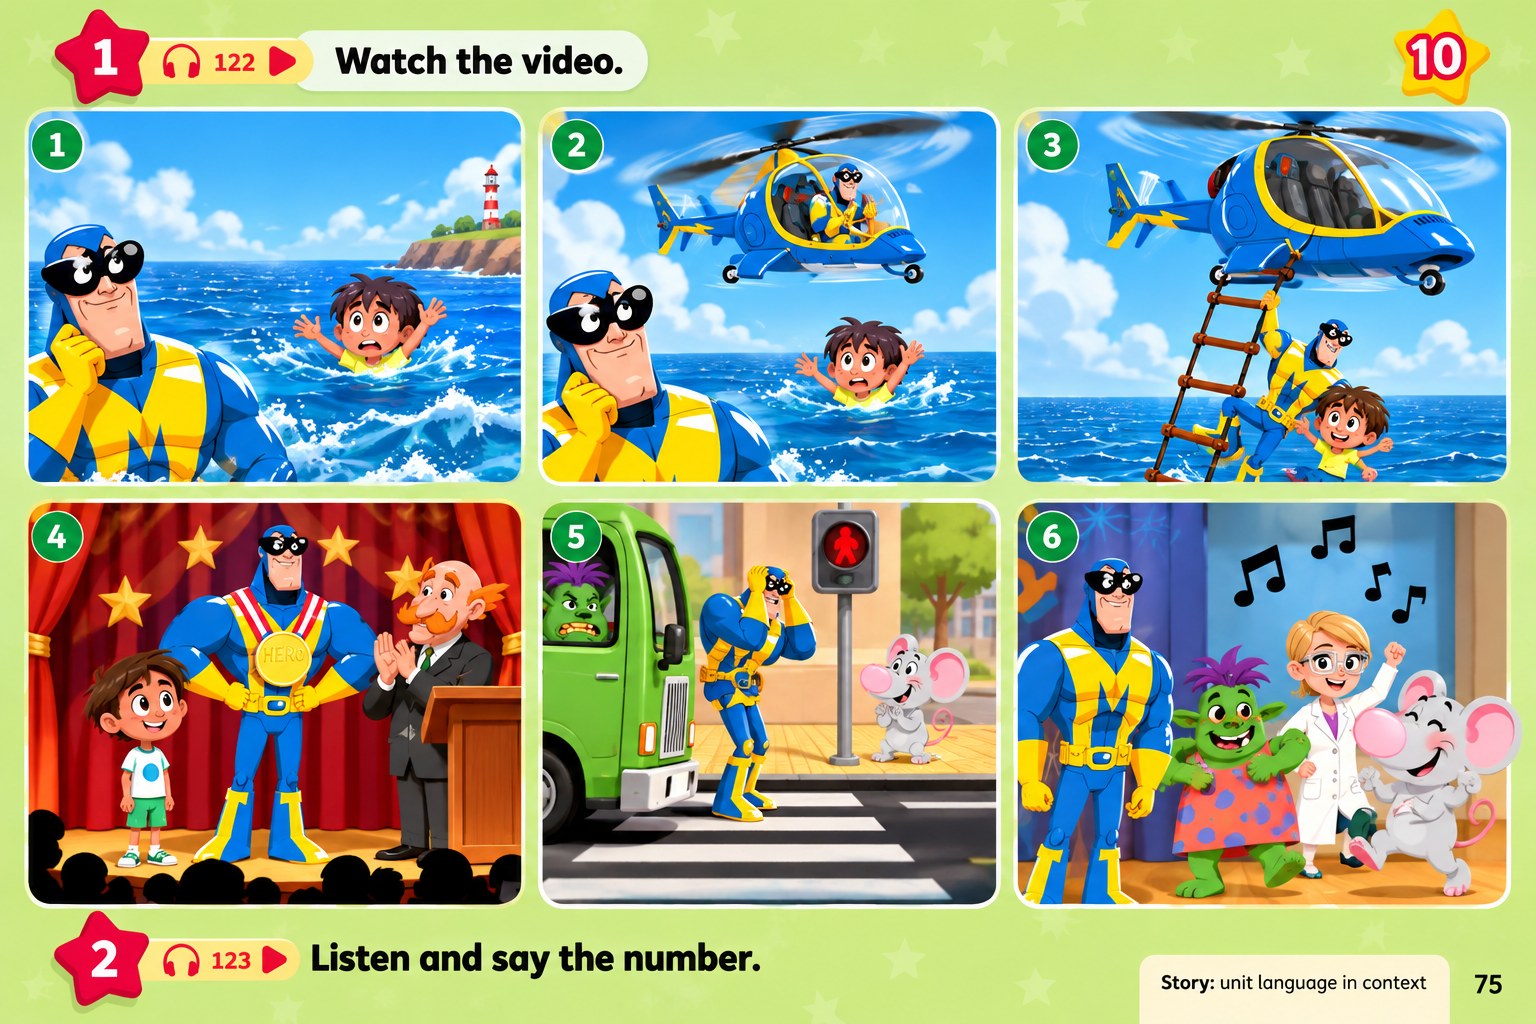 1 122 Watch the video.
10
1
2
3
M
M
M
4
HERO
5
6
M
2 123 Listen and say the number.
Story: unit language in context
75